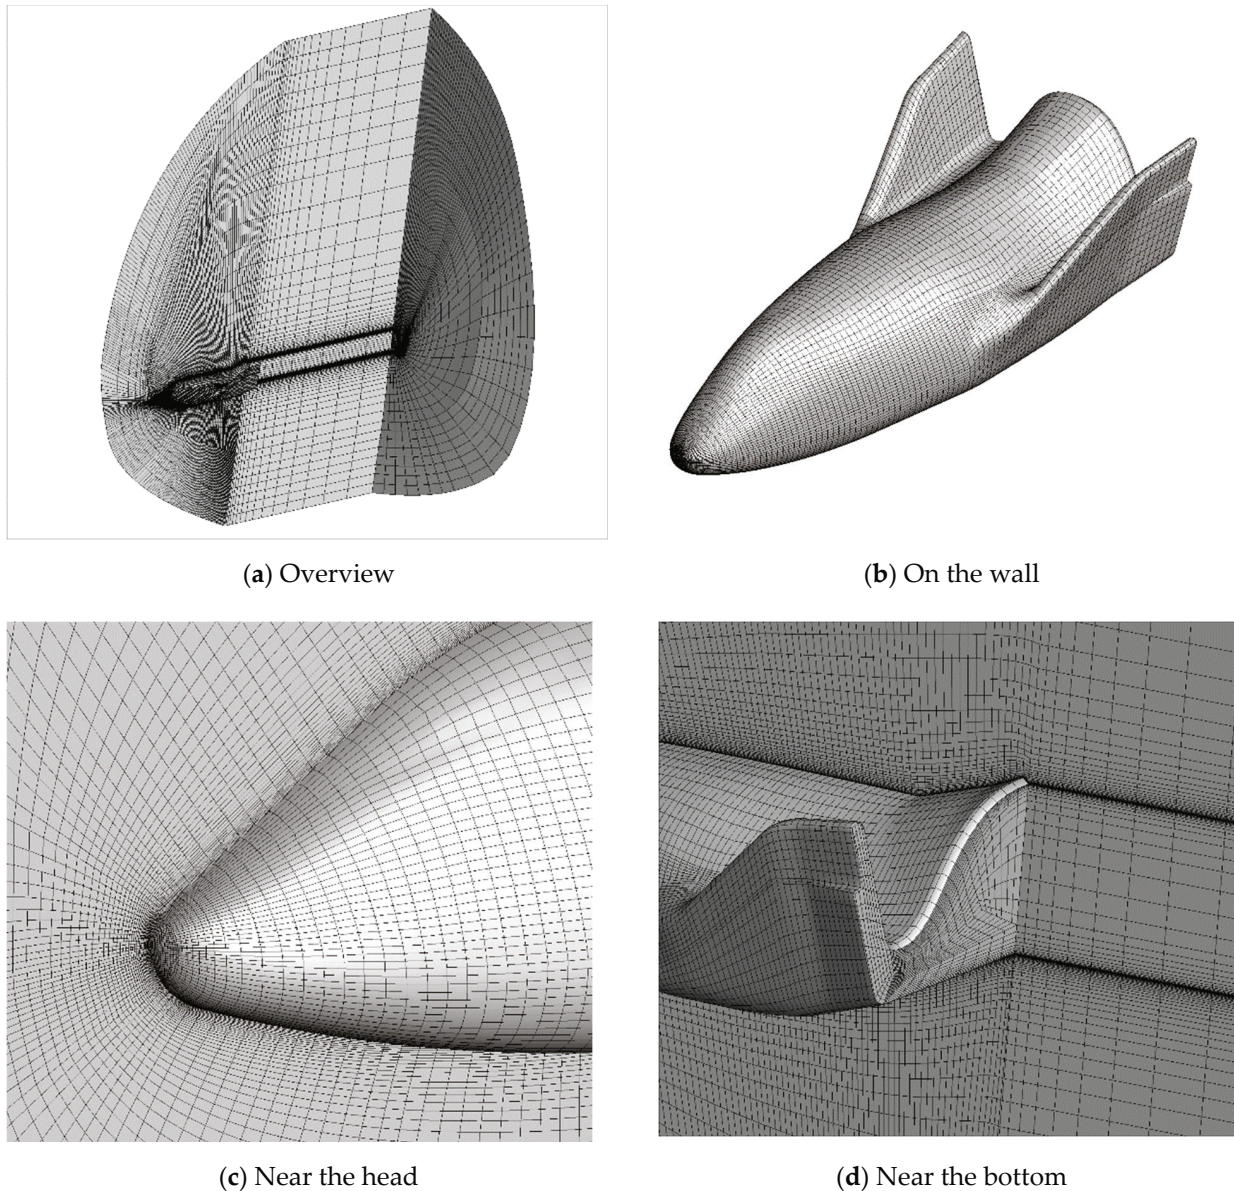 (a) Overview
(b) On the wall
(c) Near the head
(d) Near the bottom